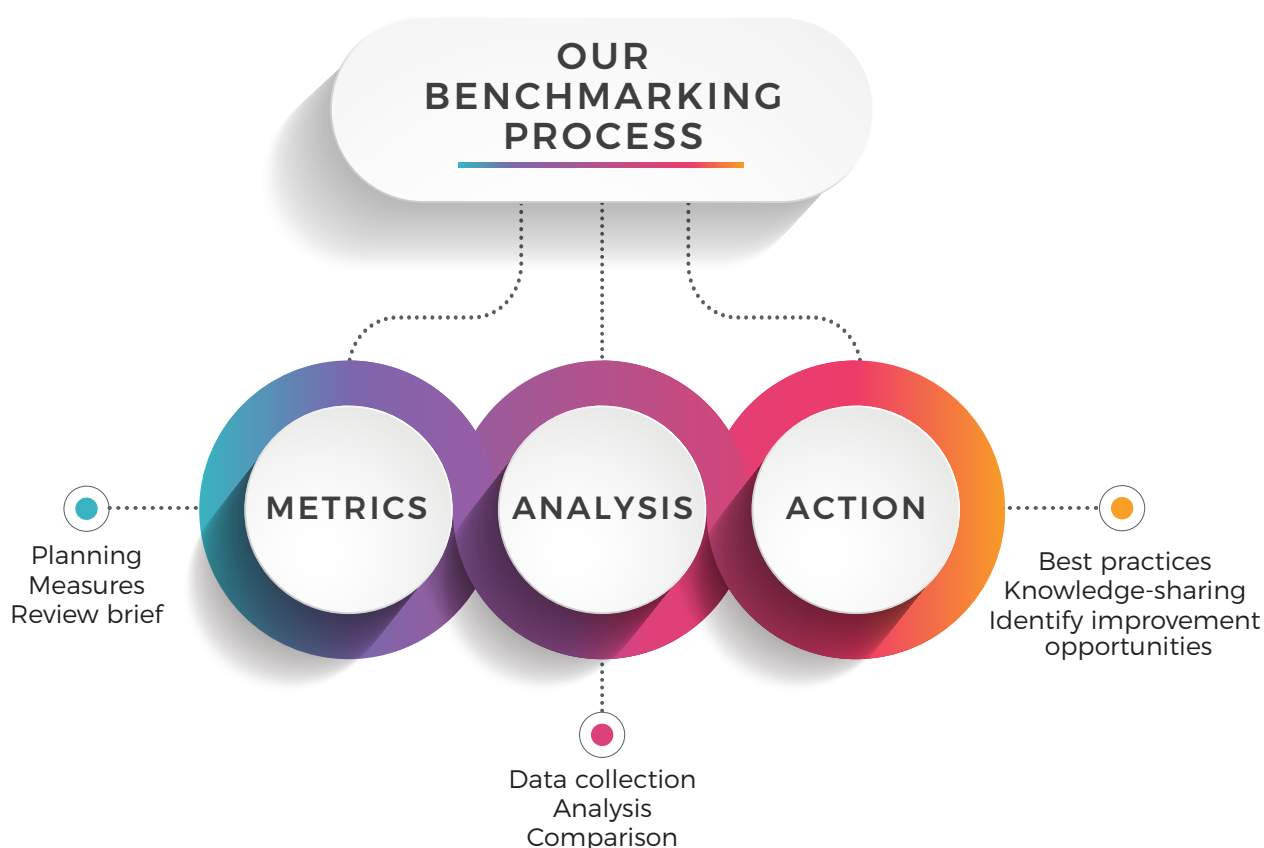 OUR
BENCHMARKING
PROCESS
METRICS
ANALYSIS
ACTION
Planning
Measures
Review brief
Data collection
Analysis
Comparison
Best practices
Knowledge-sharing
Identify improvement
opportunities